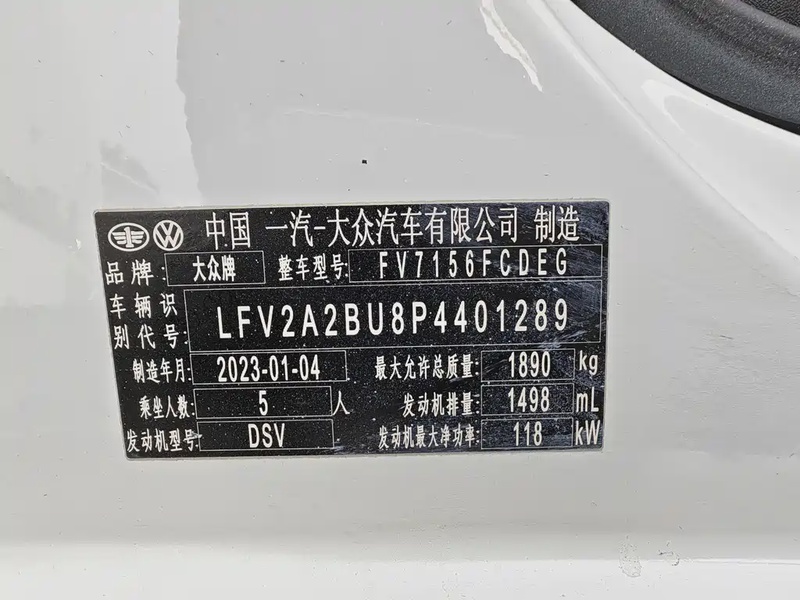 中国 一汽-大众汽车有限公司 制造
品牌: 大众牌 整车型号: FV7156FCDEG
车辆识别代号: LFV2A2BU8P4401289
制造年月: 2023-01-04 最大允许总质量: 1890 kg
乘坐人数: 5 人 发动机排量: 1498 mL
发动机型号: DSV 发动机最大净功率: 118 kW